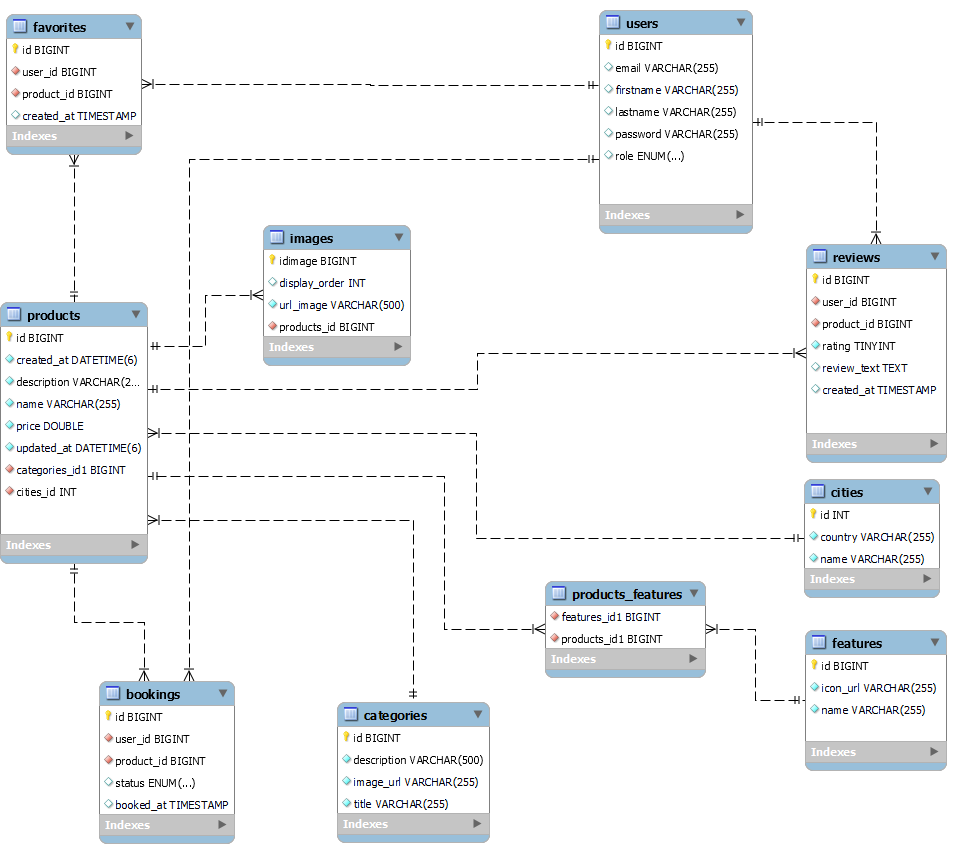 favorites
id BIGINT
user_id BIGINT
product_id BIGINT
created_at TIMESTAMP
Indexes
users
id BIGINT
email VARCHAR(255)
firstname VARCHAR(255)
lastname VARCHAR(255)
password VARCHAR(255)
role ENUM(...)
Indexes
images
idimage BIGINT
display_order INT
url_image VARCHAR(500)
products_id BIGINT
Indexes
reviews
id BIGINT
user_id BIGINT
product_id BIGINT
rating TINYINT
review_text TEXT
created_at TIMESTAMP
Indexes
products
id BIGINT
created_at DATETIME(6)
description VARCHAR(2...
name VARCHAR(255)
price DOUBLE
updated_at DATETIME(6)
categories_id1 BIGINT
cities_id INT
Indexes
cities
id INT
country VARCHAR(255)
name VARCHAR(255)
Indexes
products_features
features_id1 BIGINT
products_id1 BIGINT
Indexes
features
id BIGINT
icon_url VARCHAR(255)
name VARCHAR(255)
Indexes
bookings
id BIGINT
user_id BIGINT
product_id BIGINT
status ENUM(...)
booked_at TIMESTAMP
Indexes
categories
id BIGINT
description VARCHAR(500)
image_url VARCHAR(255)
title VARCHAR(255)
Indexes